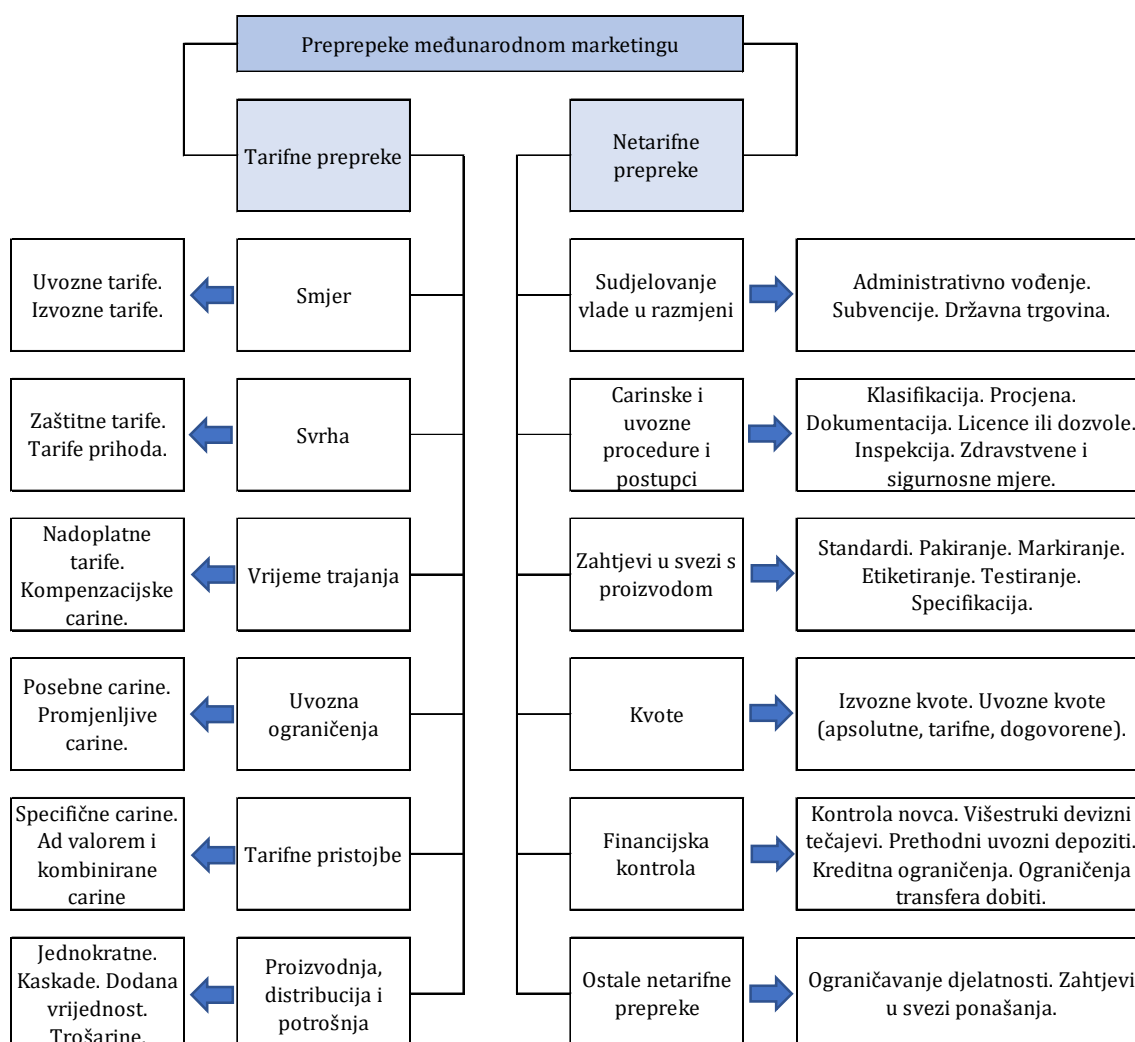 Preprepeke međunarodnom marketingu
Tarifne prepreke
Netarifne
prepreke
Uvozne tarife.
Izvozne tarife.
Smjer
Sudjelovanje
vlade u razmjeni
Administrativno vođenje.
Subvencije. Državna trgovina.
Zaštitne tarife.
Tarife prihoda.
Svrha
Carinske i
uvozne
procedure i
postupci
Klasifikacija. Procjena.
Dokumentacija. Licence ili dozvole.
Inspekcija. Zdravstvene i
sigurnosne mjere.
Nadoplatne
tarife.
Kompenzacijske
carine.
Vrijeme trajanja
Zahtjevi u svezi s
proizvodom
Standardi. Pakiranje. Markiranje.
Etiketiranje. Testiranje.
Specifikacija.
Posebne carine.
Promjenljive
carine.
Uvozna
ograničenja
Kvote
Izvozne kvote. Uvozne kvote
(apsolutne, tarifne, dogovorene).
Specifične carine.
Ad valorem i
kombinirane
carine
Tarifne pristojbe
Financijska
kontrola
Kontrola novca. Višestruki devizni
tečajevi. Prethodni uvozni depoziti.
Kreditna ograničenja. Ograničenja
transfera dobiti.
Jednokratne.
Kaskade. Dodana
vrijednost.
Trošarine.
Proizvodnja,
distribucija i
potrošnja
Ostale netarifne
prepreke
Ograničavanje djelatnosti. Zahtjevi
u svezi ponašanja.